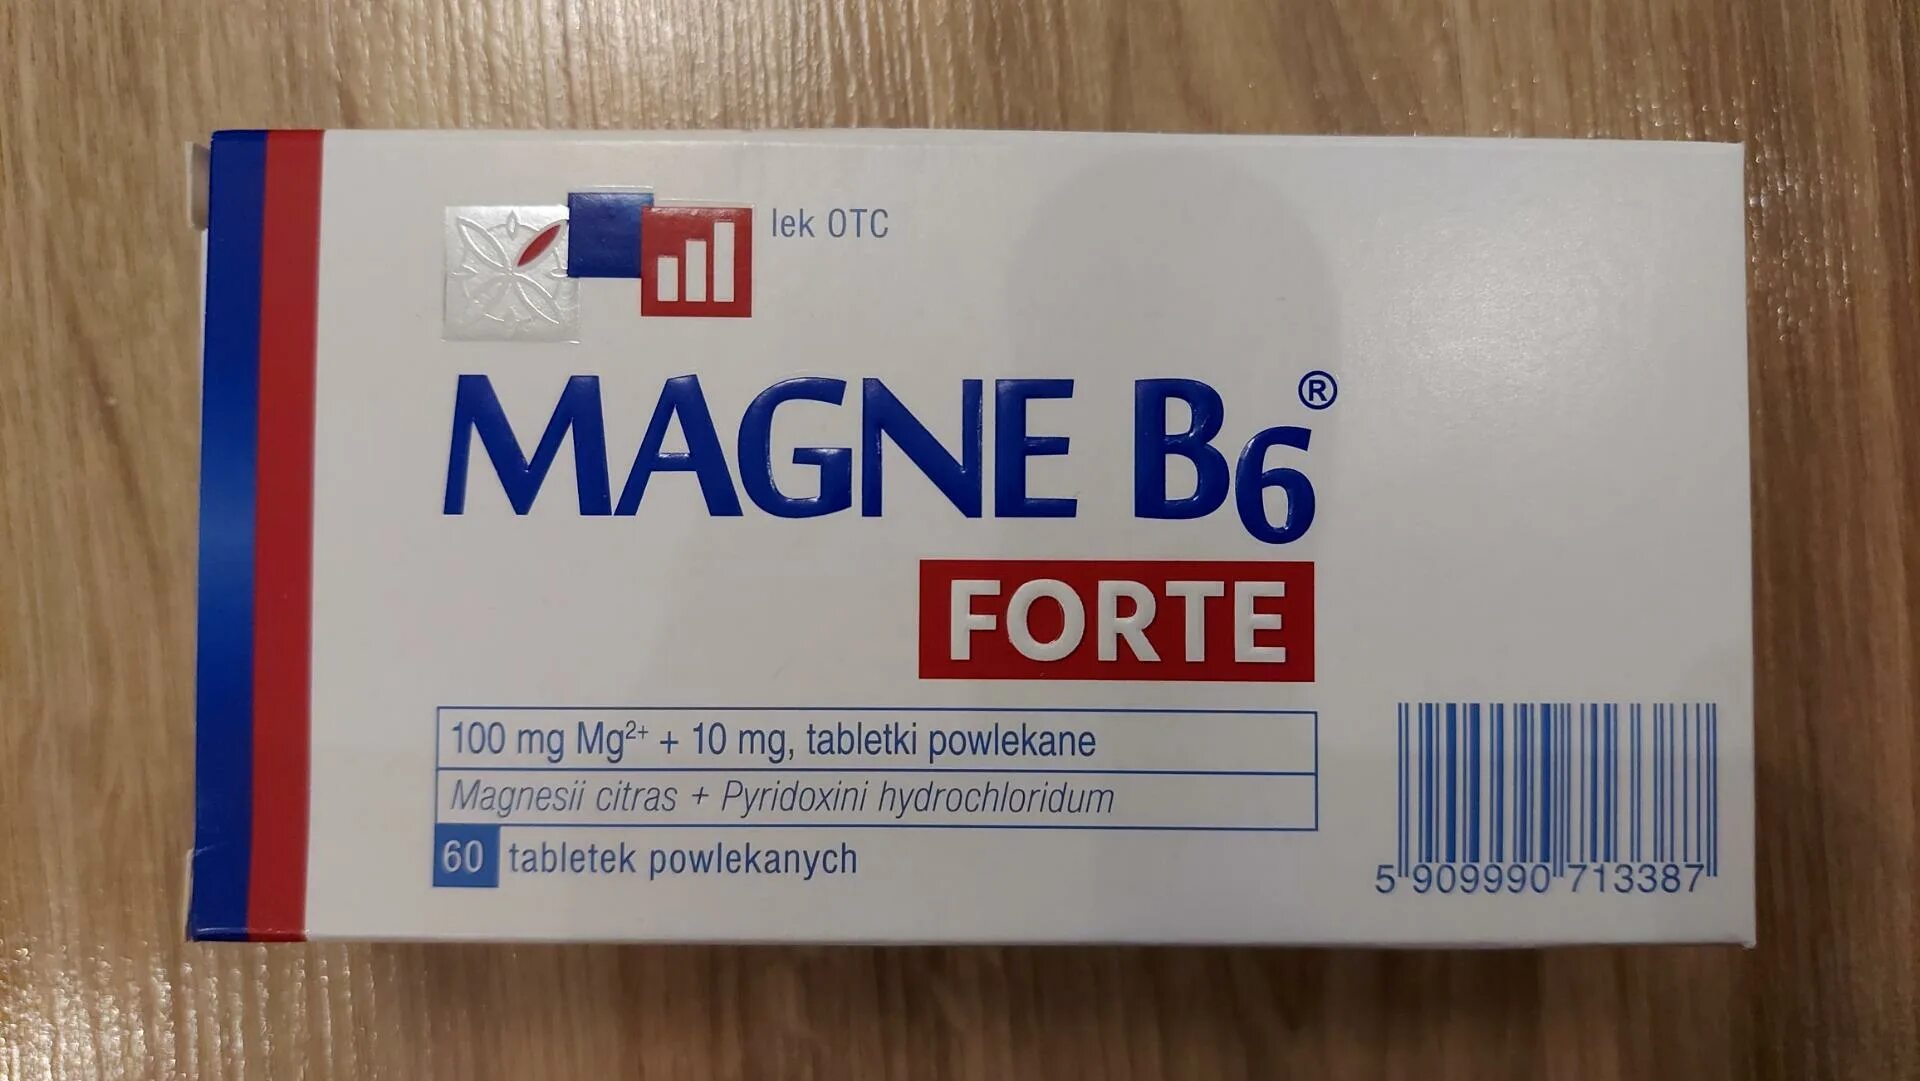 lek OTC
MAGNE B6®
FORTE
100 mg Mg²⁺ + 10 mg, tabletki powlekane
Magnesii citras + Pyridoxini hydrochloridum
60 tabletek powlekanych
5 909990 713387